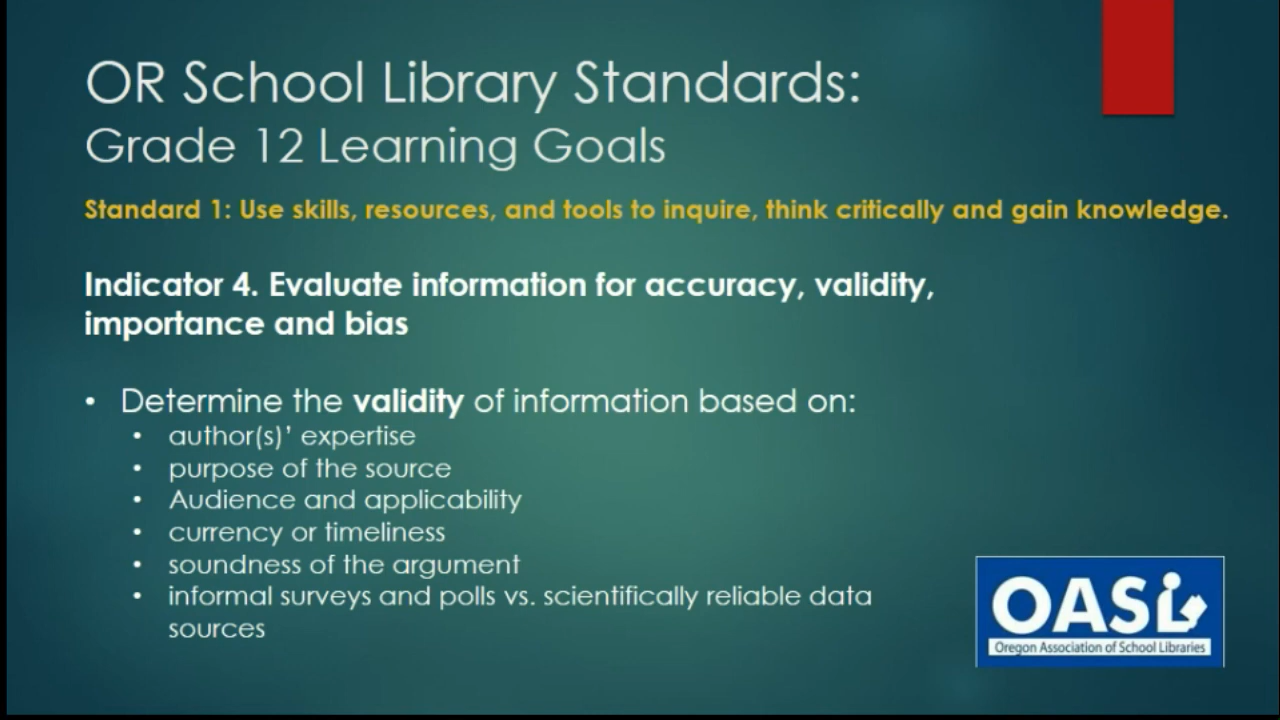 OR School Library Standards:
Grade 12 Learning Goals
Standard 1: Use skills, resources, and tools to inquire, think critically and gain knowledge.
Indicator 4. Evaluate information for accuracy, validity,
importance and bias
• Determine the validity of information based on:
• author(s)’ expertise
• purpose of the source
• Audience and applicability
• currency or timeliness
• soundness of the argument
• informal surveys and polls vs. scientifically reliable data
sources
OASL
Oregon Association of School Libraries